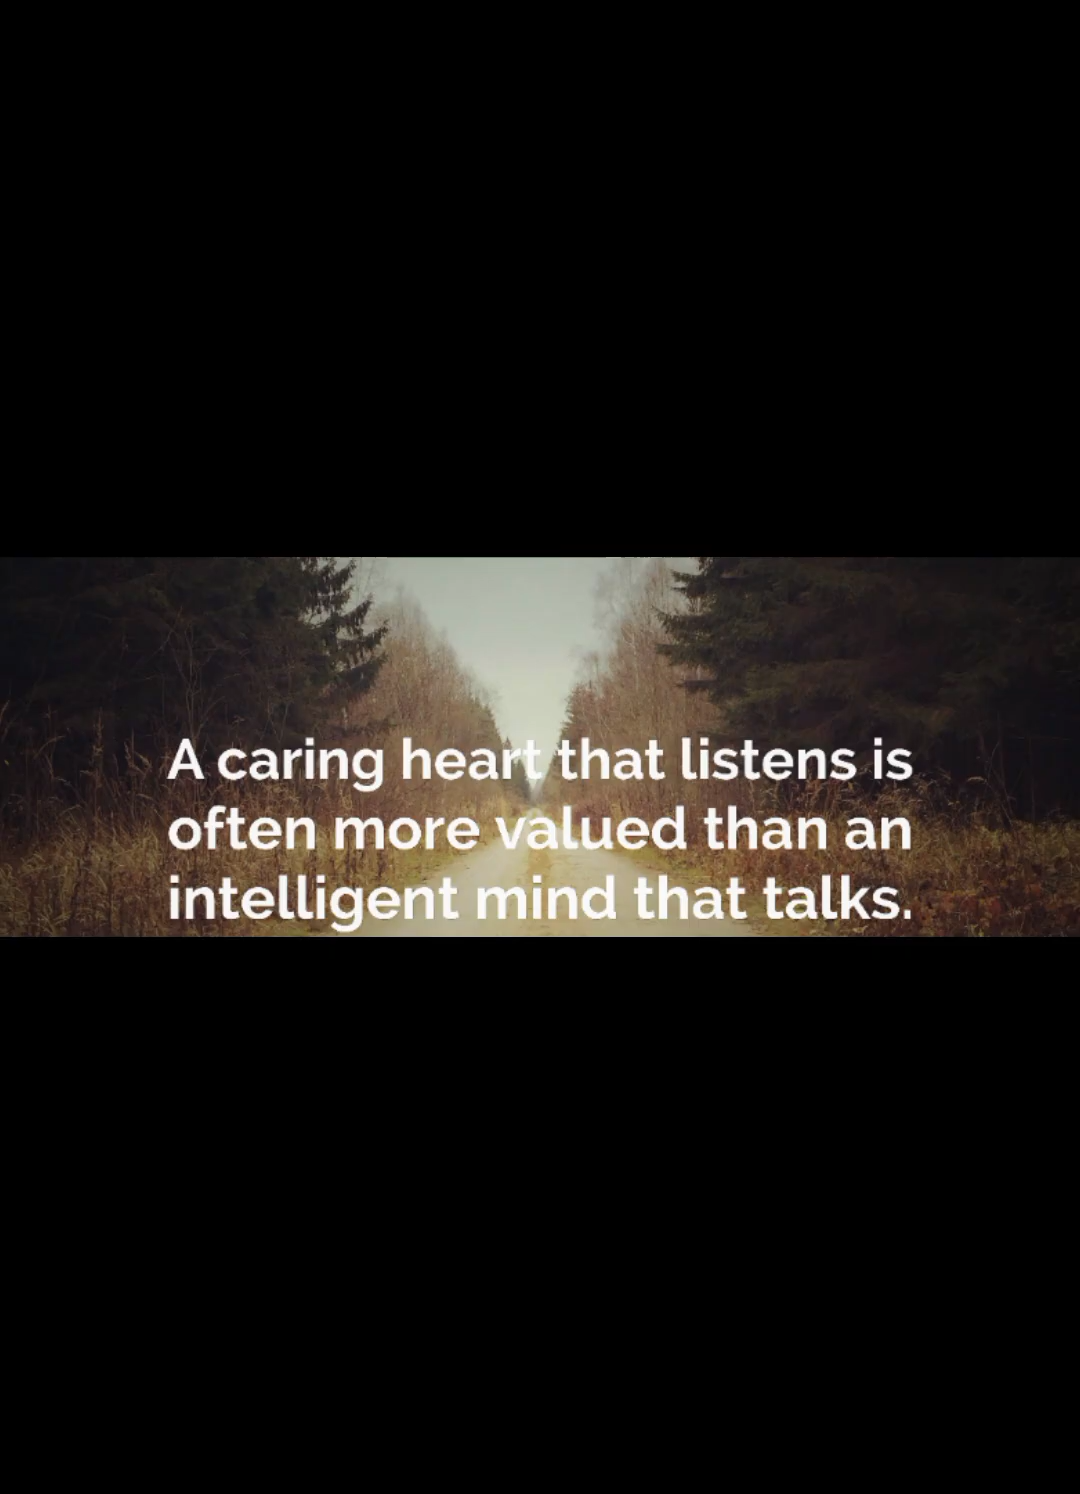 A caring heart that listens is
often more valued than an
intelligent mind that talks.